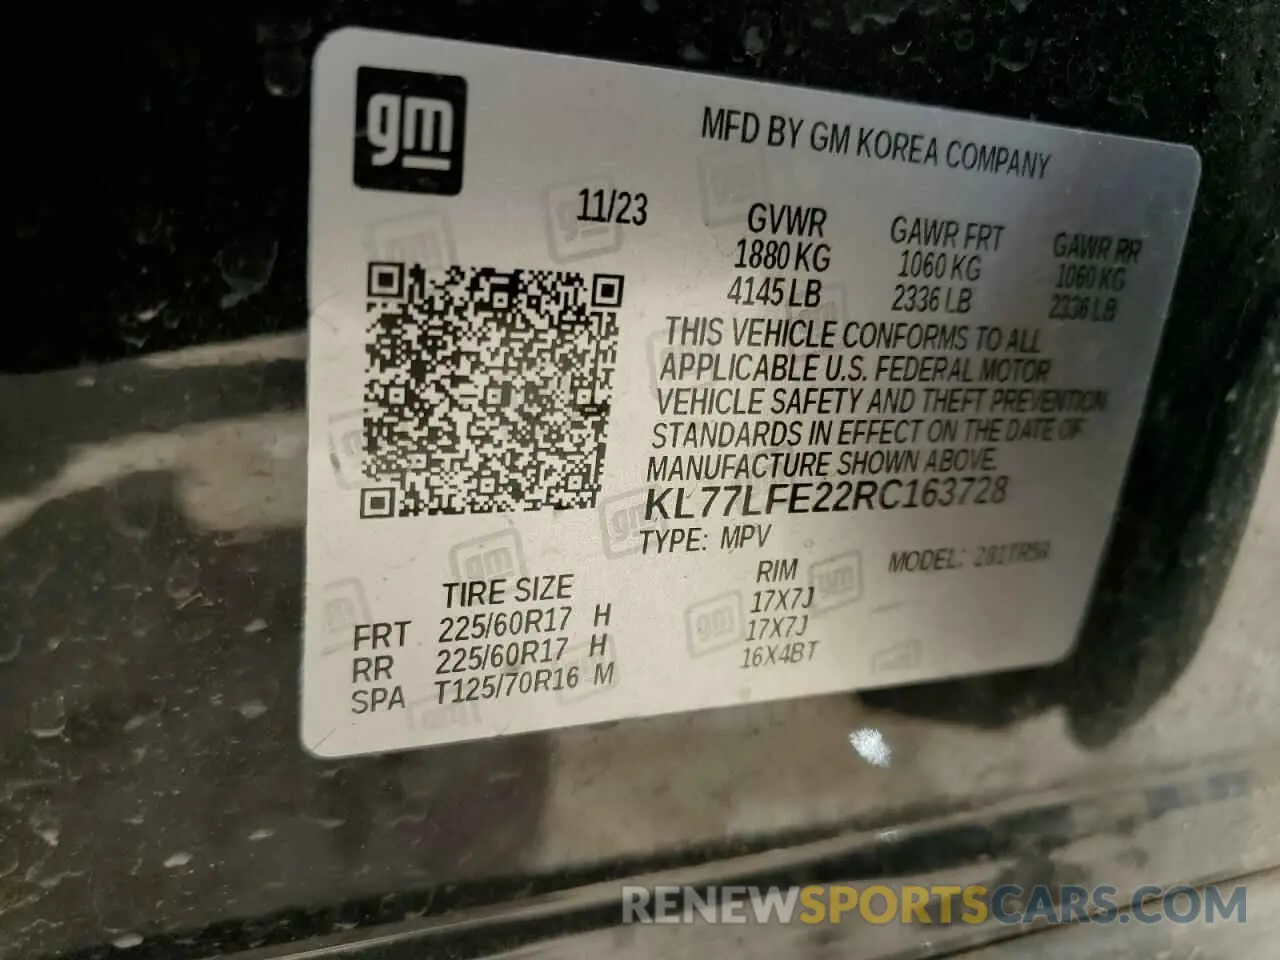 gm
MFD BY GM KOREA COMPANY
11/23
GVWR GAWR FRT GAWR RR
1880 KG 1060 KG 1060 KG
4145 LB 2336 LB 2336 LB
THIS VEHICLE CONFORMS TO ALL
APPLICABLE U.S. FEDERAL MOTOR
VEHICLE SAFETY AND THEFT PREVENTION
STANDARDS IN EFFECT ON THE DATE OF
MANUFACTURE SHOWN ABOVE.
KL77LFE22RC163728
TYPE: MPV MODEL:
TIRE SIZE RIM
FRT 225/60R17 H 17X7J
RR 225/60R17 H 17X7J
SPA T125/70R16 M 16X4BT
RENEWSPORTSCARS.COM